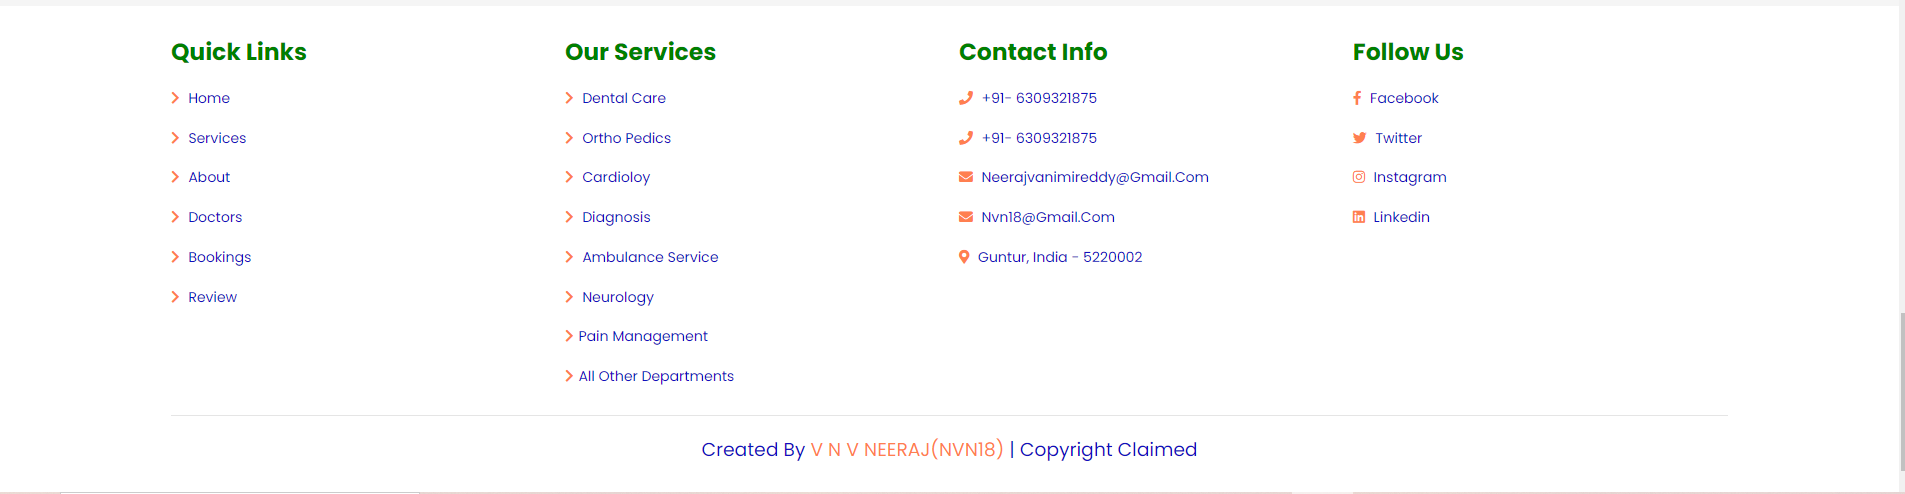 Quick Links
Home
Services
About
Doctors
Bookings
Review
Our Services
Dental Care
Ortho Pedics
Cardioloy
Diagnosis
Ambulance Service
Neurology
Pain Management
All Other Departments
Contact Info
+91- 6309321875
+91- 6309321875
Neerajvanimireddy@Gmail.Com
Nvn18@Gmail.Com
Guntur, India - 5220002
Follow Us
Facebook
Twitter
Instagram
Linkedin
Created By V N V NEERAJ(NVN18) | Copyright Claimed